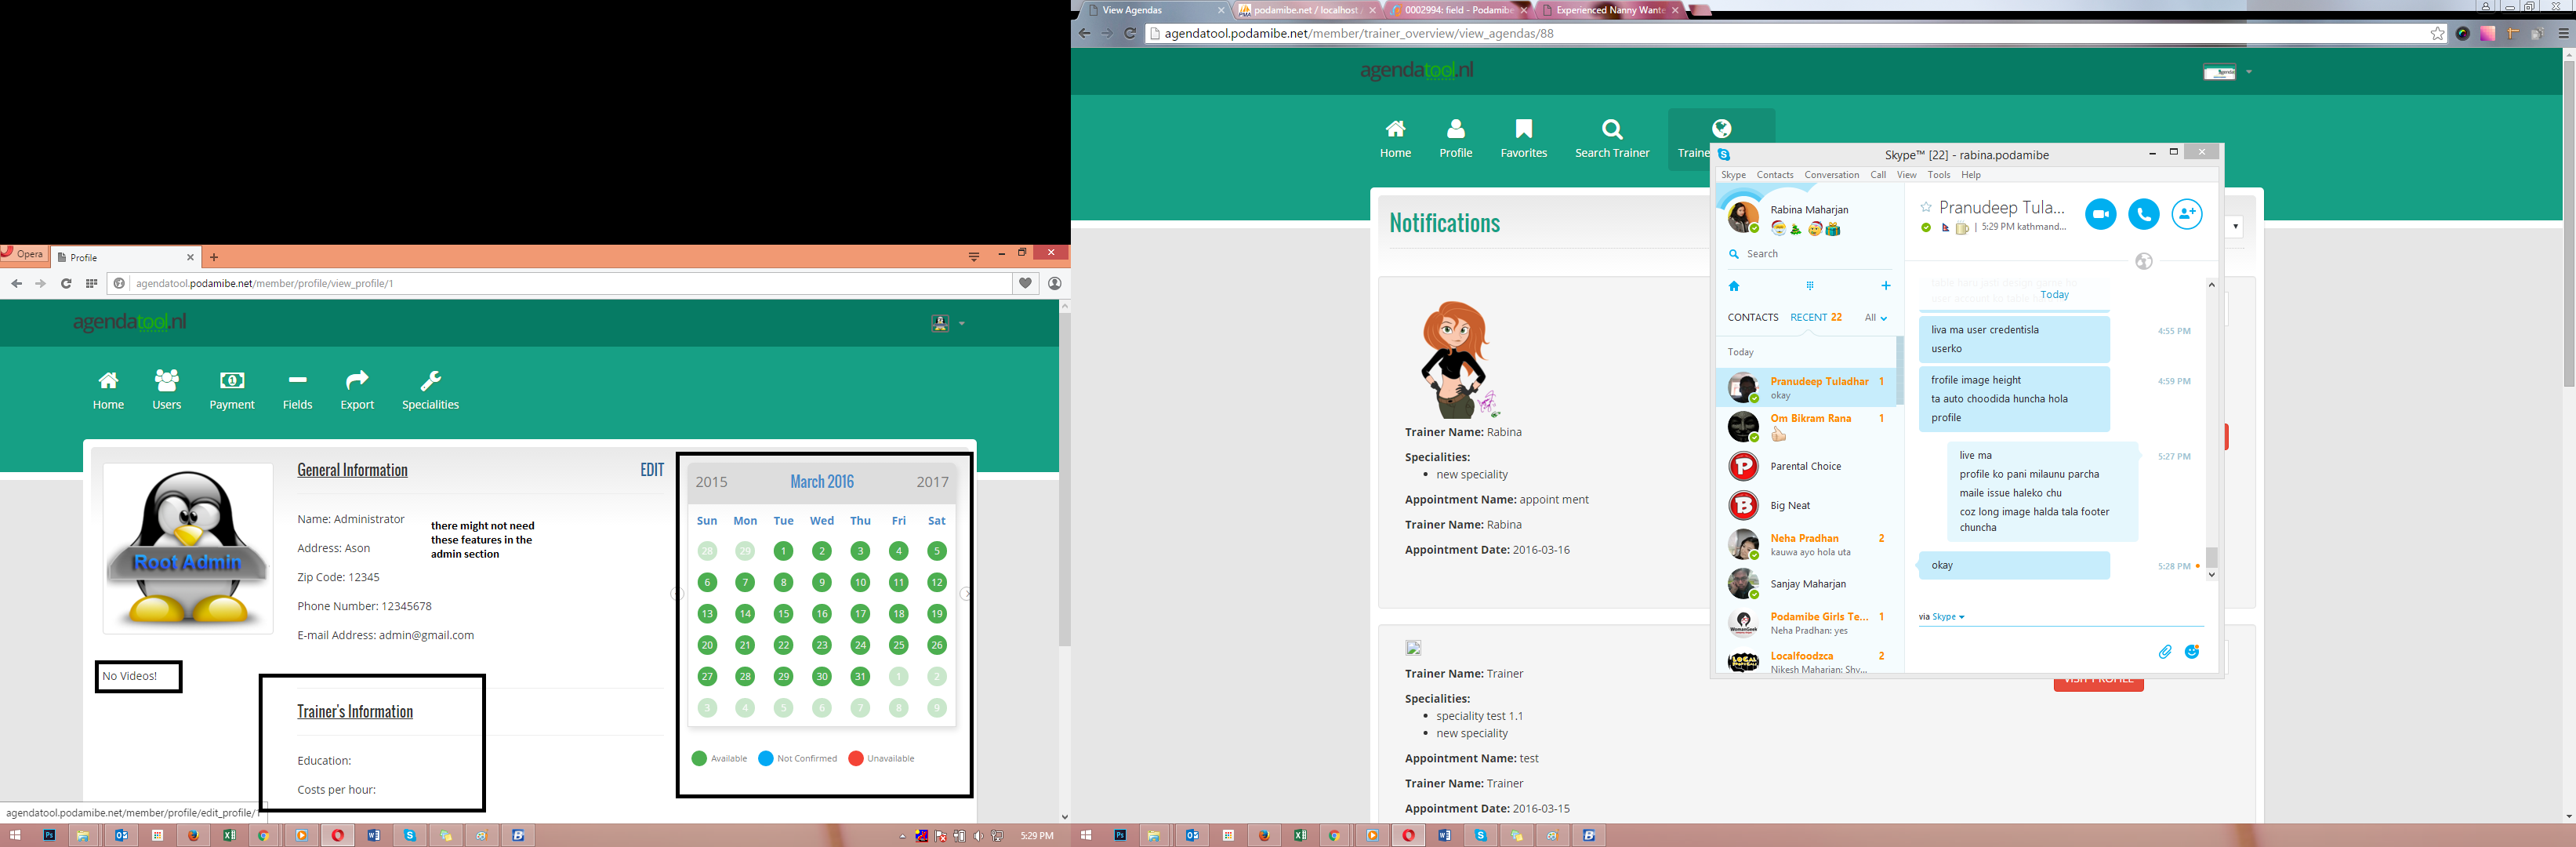 Opera
Profile
agendatool.podamibe.net/member/profile/view_profile/1
agendatool.nl
Home
Users
Payment
Fields
Export
Specialities
Root Admin
General Information
EDIT
Name: Administrator
Address: Ason
Zip Code: 12345
Phone Number: 12345678
E-mail Address: admin@gmail.com
there might not need
these features in the
admin section
No Videos!
Trainer's Information
Education:
Costs per hour:
2015 March 2016 2017
Sun Mon Tue Wed Thu Fri Sat
28 29 1 2 3 4 5
6 7 8 9 10 11 12
13 14 15 16 17 18 19
20 21 22 23 24 25 26
27 28 29 30 31 1 2
3 4 5 6 7 8 9
Available Not Confirmed Unavailable
agendatool.podamibe.net/member/profile/edit_profile/1
5:29 PM
View Agendas
podamibe.net / localhost
0002994: field - Podamibe
Experienced Nanny Wante
agendatool.podamibe.net/member/trainer_overview/view_agendas/88
agendatool.nl
Home
Profile
Favorites
Search Trainer
Traine
Notifications
Trainer Name: Rabina
Specialities:
new speciality
Appointment Name: appoint ment
Trainer Name: Rabina
Appointment Date: 2016-03-16
Trainer Name: Trainer
Specialities:
speciality test 1.1
new speciality
Appointment Name: test
Trainer Name: Trainer
Appointment Date: 2016-03-15
VISIT PROFILE
Skype™ [22] - rabina.podamibe
Skype Contacts Conversation Call View Tools Help
Rabina Maharjan
Search
CONTACTS RECENT 22 All
Today
Pranudeep Tuladhar 1
okay
Om Bikram Rana 1
Parental Choice
Big Neat
Neha Pradhan 2
kauwa ayo hola uta
Sanjay Maharjan
Podamibe Girls Te... 1
Neha Pradhan: yes
Localfoodzca 2
Nikesh Maharjan: Shy...
Pranudeep Tula...
| 5:29 PM kathmand...
Today
liva ma user credentisla 4:55 PM
userko
frofile image height 4:59 PM
ta auto choodida huncha hola
profile
live ma 5:27 PM
profile ko pani milaunu parcha
maile issue haleko chu
coz long image halda tala footer
chuncha
okay 5:28 PM
via Skype